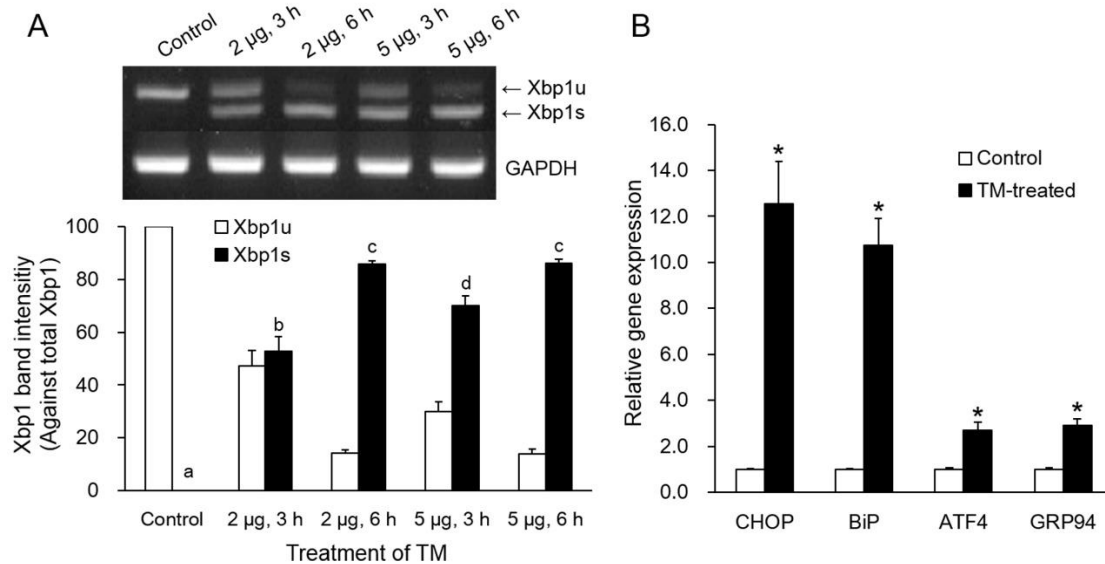 A
Control
2 µg, 3 h
2 µg, 6 h
5 µg, 3 h
5 µg, 6 h
← Xbp1u
← Xbp1s
GAPDH
Xbp1 band intensitiy
(Against total Xbp1)
100
80
60
40
20
0
Xbp1u
Xbp1s
a
b
c
d
c
Control
2 µg, 3 h
2 µg, 6 h
5 µg, 3 h
5 µg, 6 h
Treatment of TM
B
Relative gene expression
16.0
14.0
12.0
10.0
8.0
6.0
4.0
2.0
0.0
Control
TM-treated
*
*
*
*
CHOP
BiP
ATF4
GRP94